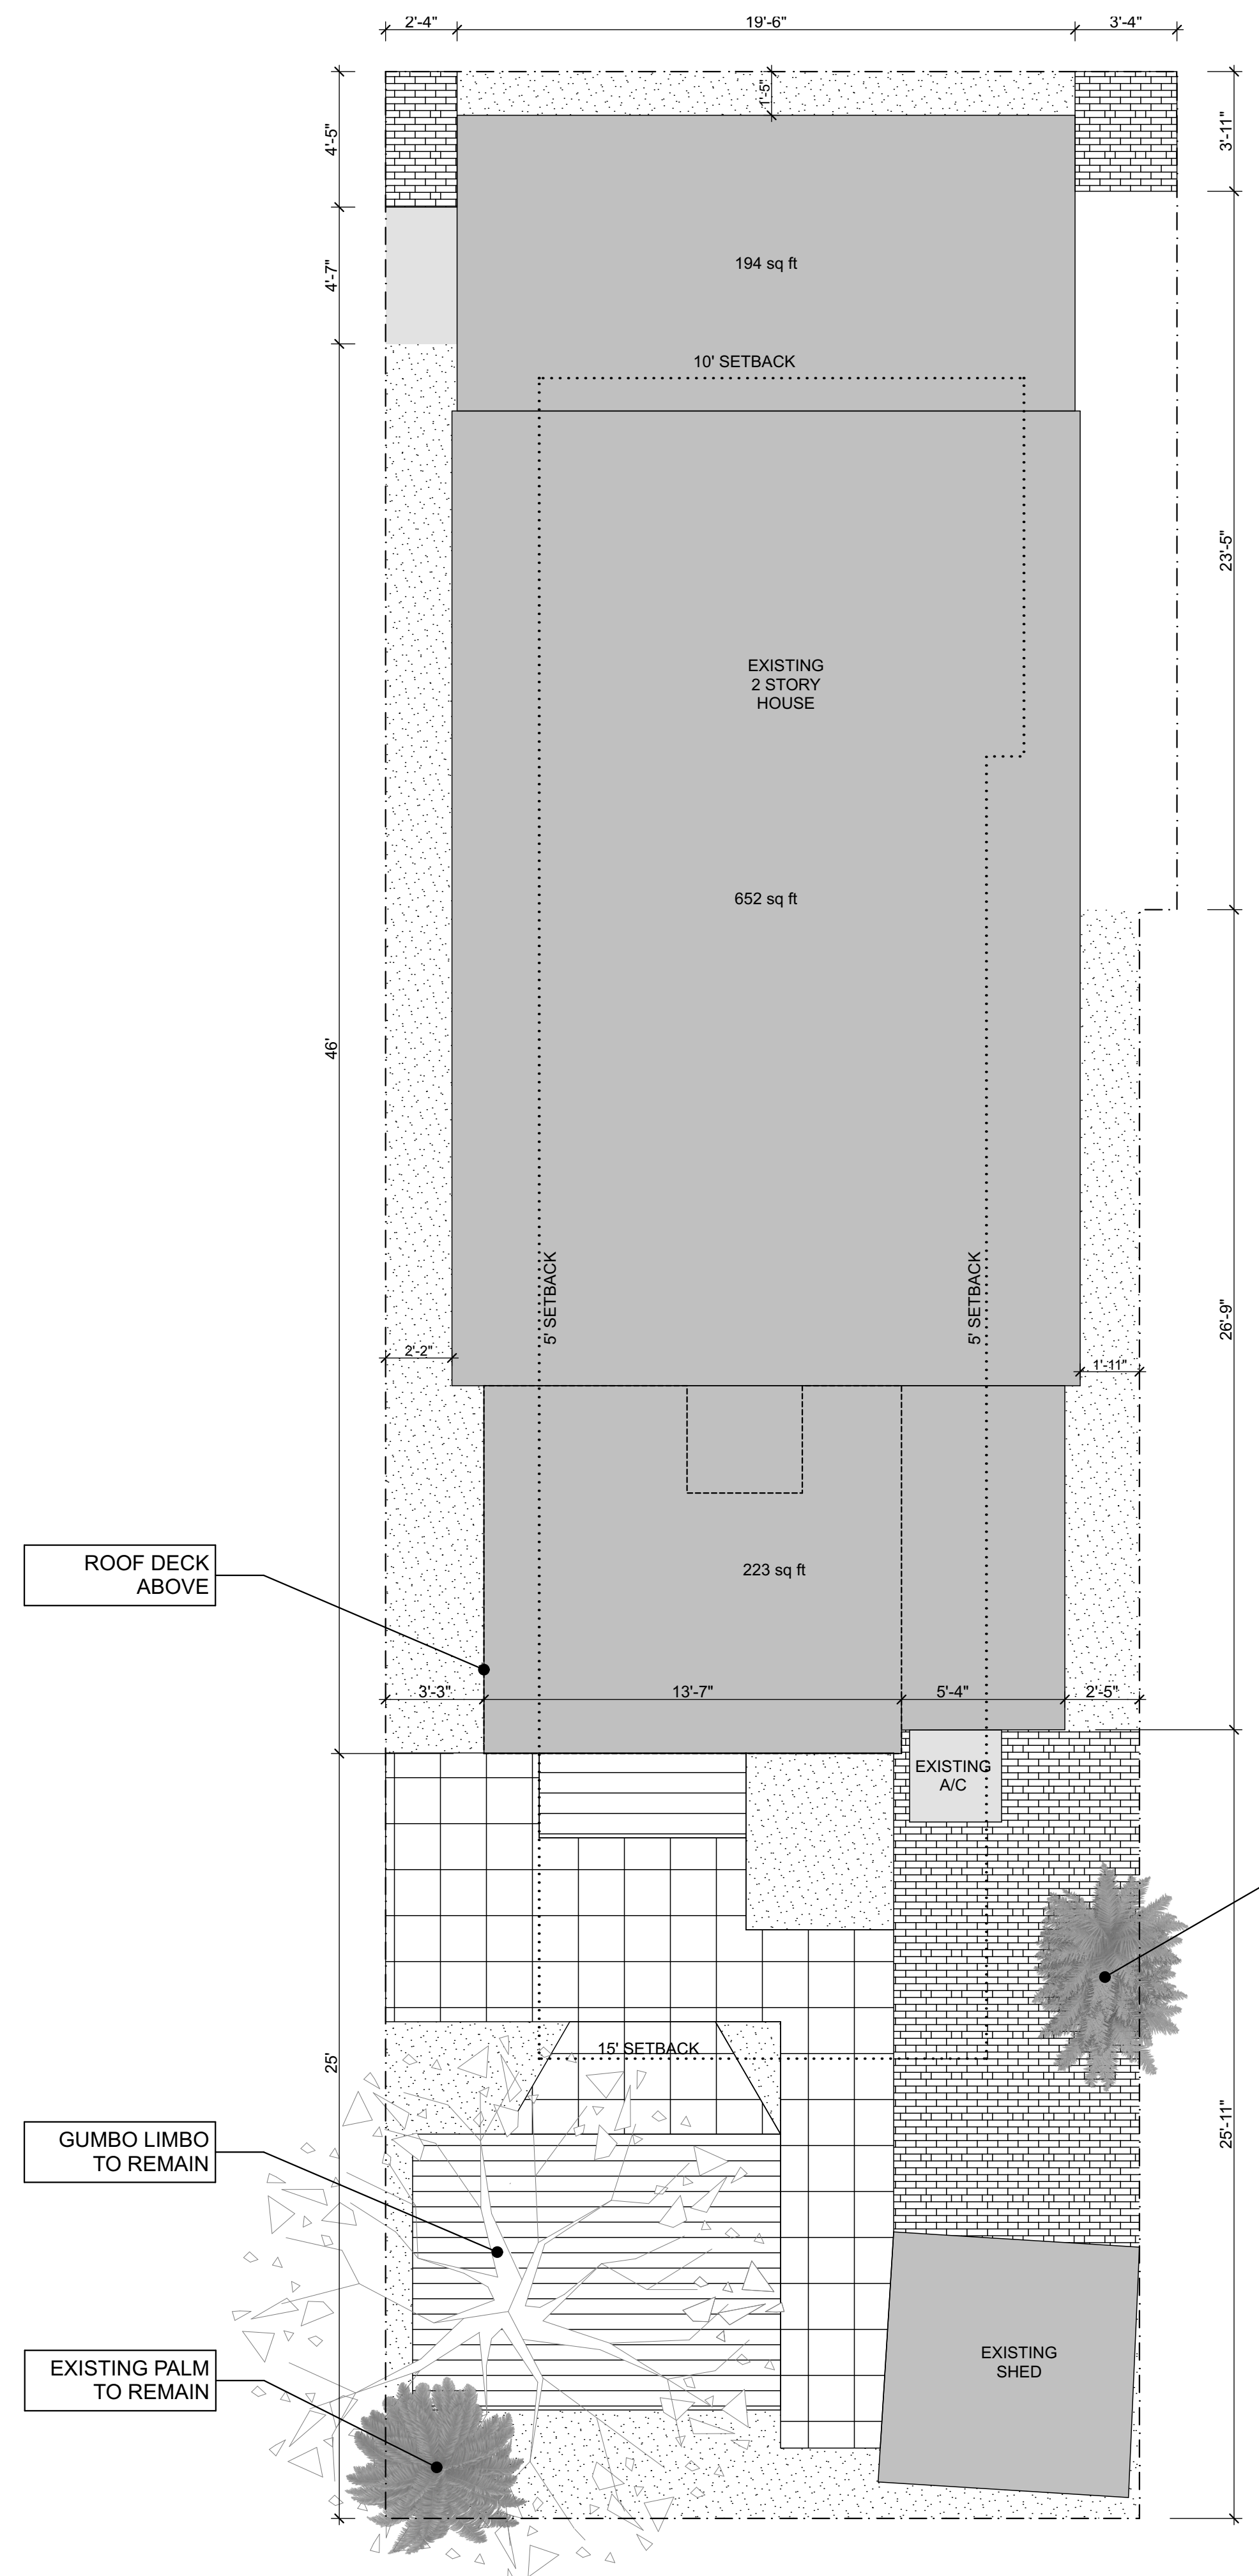 2'-4"
19'-6"
3'-4"
1'-5"
4'-5"
3'-11"
194 sq ft
4'-7"
10' SETBACK
23'-5"
EXISTING
2 STORY
HOUSE
652 sq ft
46'
5' SETBACK
5' SETBACK
26'-9"
2'-2"
1'-11"
ROOF DECK
ABOVE
223 sq ft
3'-3"
13'-7"
5'-4"
2'-5"
EXISTING
A/C
15' SETBACK
25'
25'-11"
GUMBO LIMBO
TO REMAIN
EXISTING
SHED
EXISTING PALM
TO REMAIN